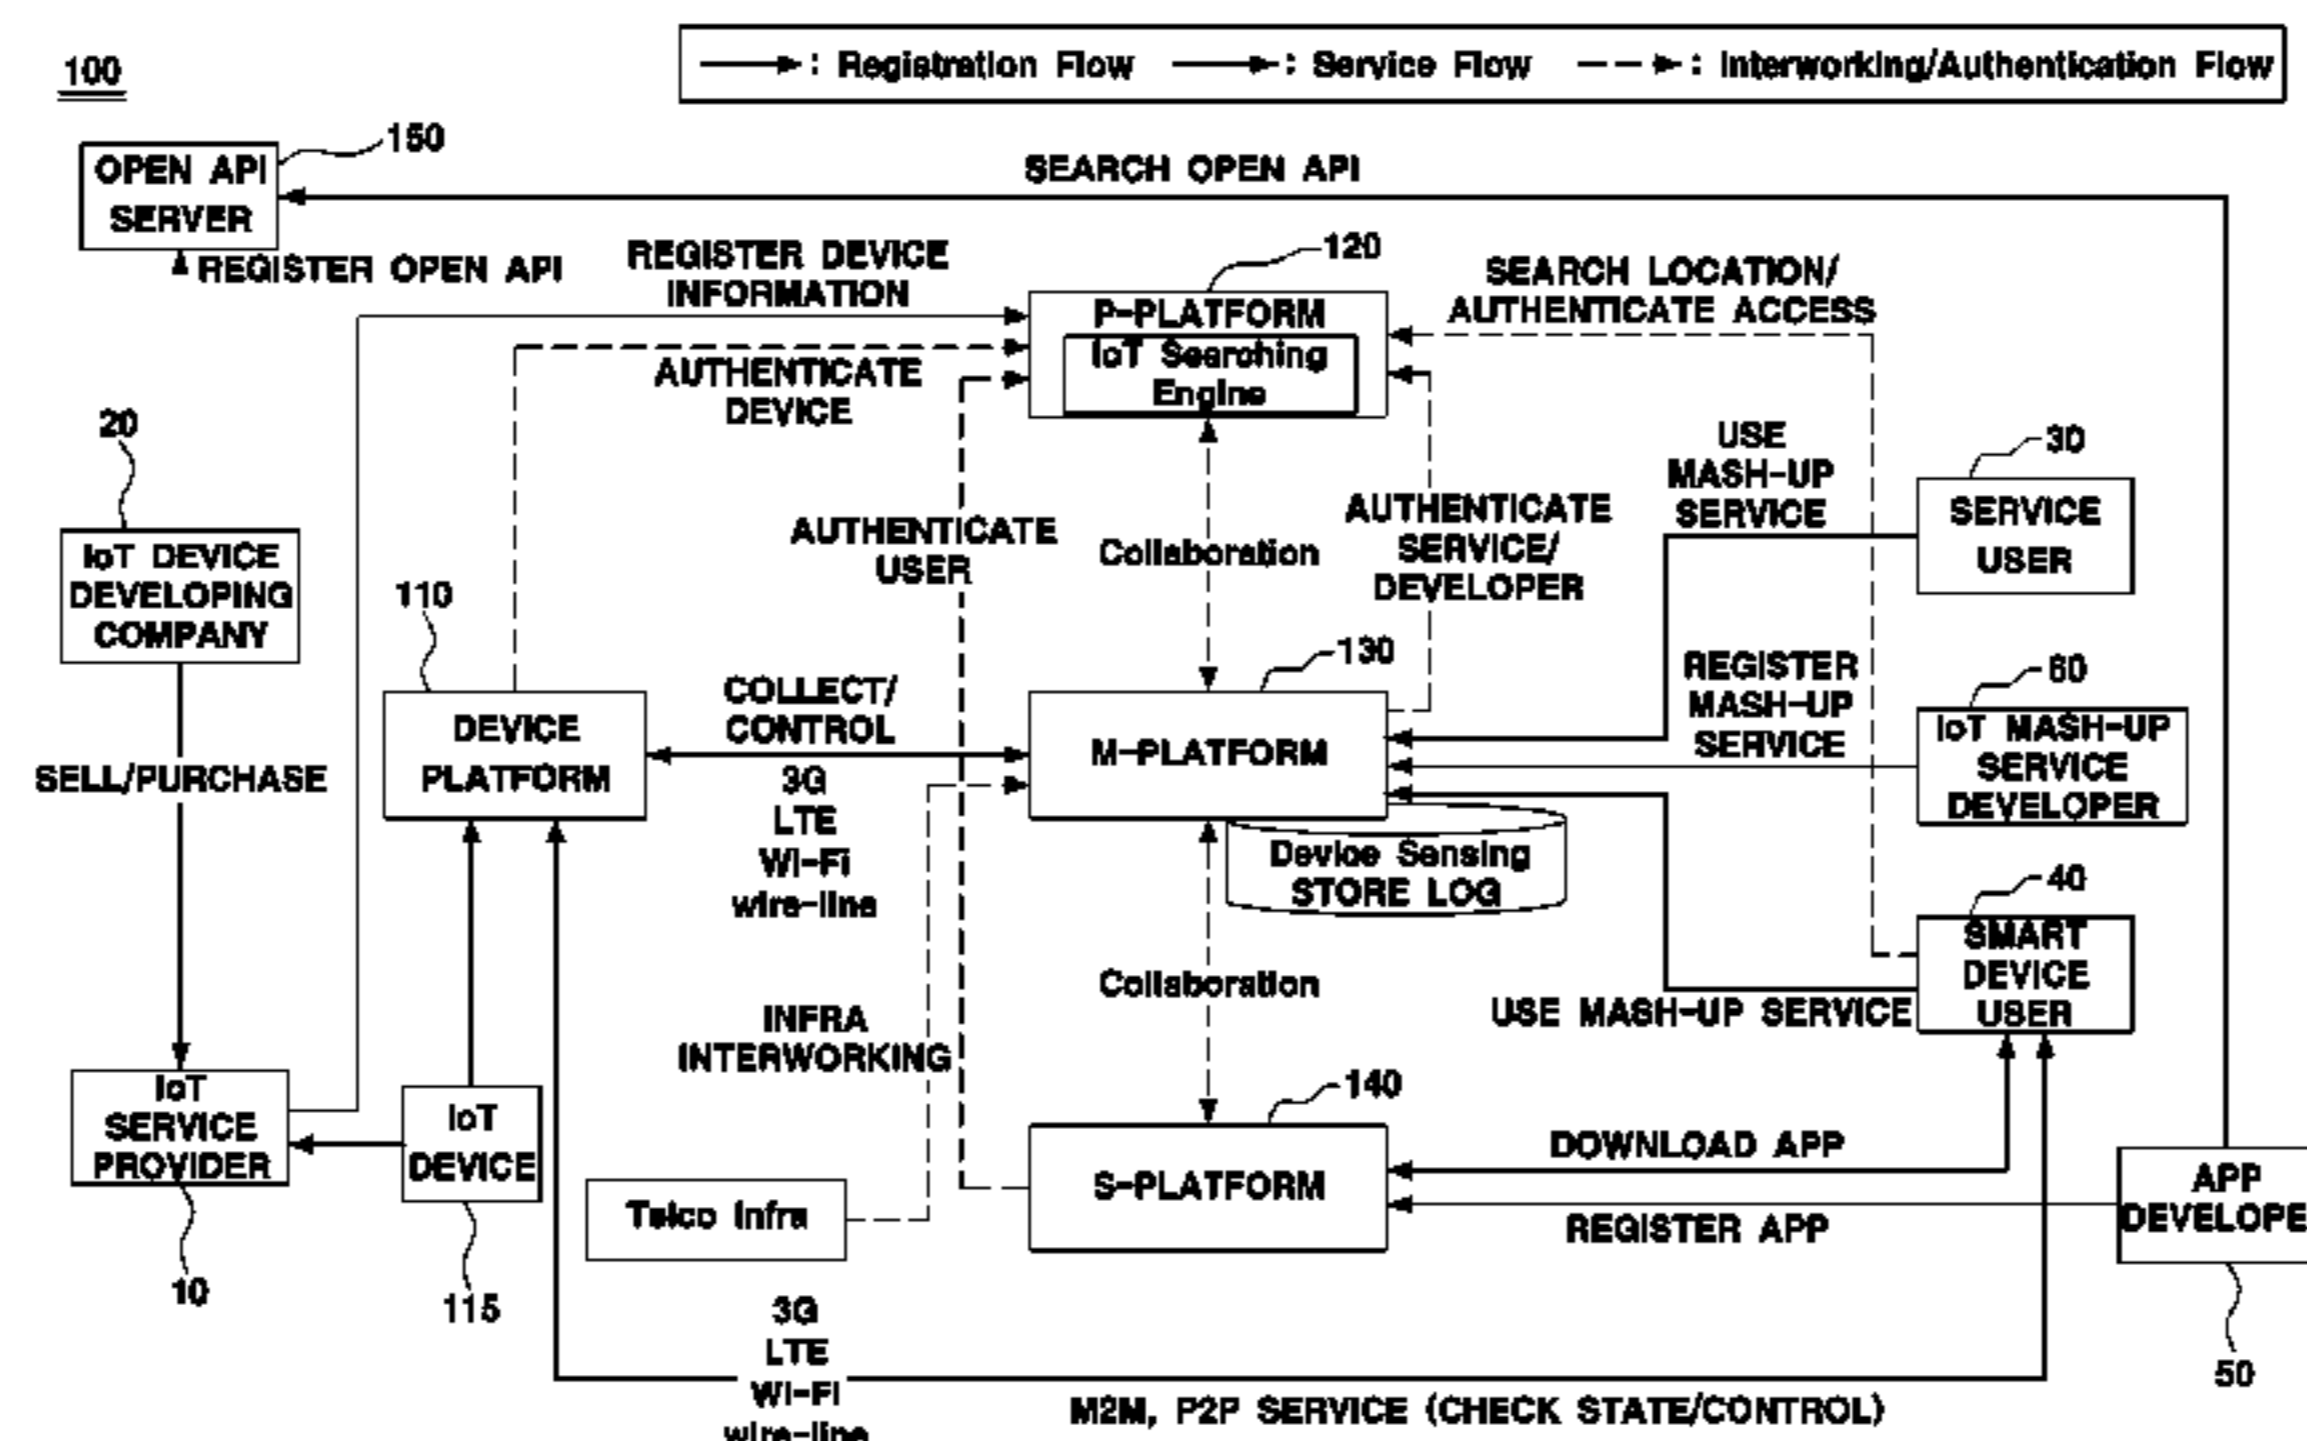 100
: Registration Flow : Service Flow : Interworking/Authentication Flow
150
OPEN API
SERVER
SEARCH OPEN API
REGISTER OPEN API
REGISTER DEVICE
INFORMATION
120
P-PLATFORM
IoT Searching
Engine
SEARCH LOCATION/
AUTHENTICATE ACCESS
AUTHENTICATE
DEVICE
20
IoT DEVICE
DEVELOPING
COMPANY
110
AUTHENTICATE
USER
Collaboration
AUTHENTICATE
SERVICE/
DEVELOPER
USE
MASH-UP
SERVICE
30
SERVICE
USER
DEVICE
PLATFORM
COLLECT/
CONTROL
3G
LTE
Wi-Fi
wire-line
130
M-PLATFORM
Device Sensing
STORE LOG
REGISTER
MASH-UP
SERVICE
60
IoT MASH-UP
SERVICE
DEVELOPER
SELL/PURCHASE
40
SMART
DEVICE
USER
USE MASH-UP SERVICE
Collaboration
INFRA
INTERWORKING
IoT
SERVICE
PROVIDER
10
IoT
DEVICE
115
Telco Infra
140
S-PLATFORM
DOWNLOAD APP
REGISTER APP
APP
DEVELOPE
50
3G
LTE
Wi-Fi
wire-line
M2M, P2P SERVICE (CHECK STATE/CONTROL)